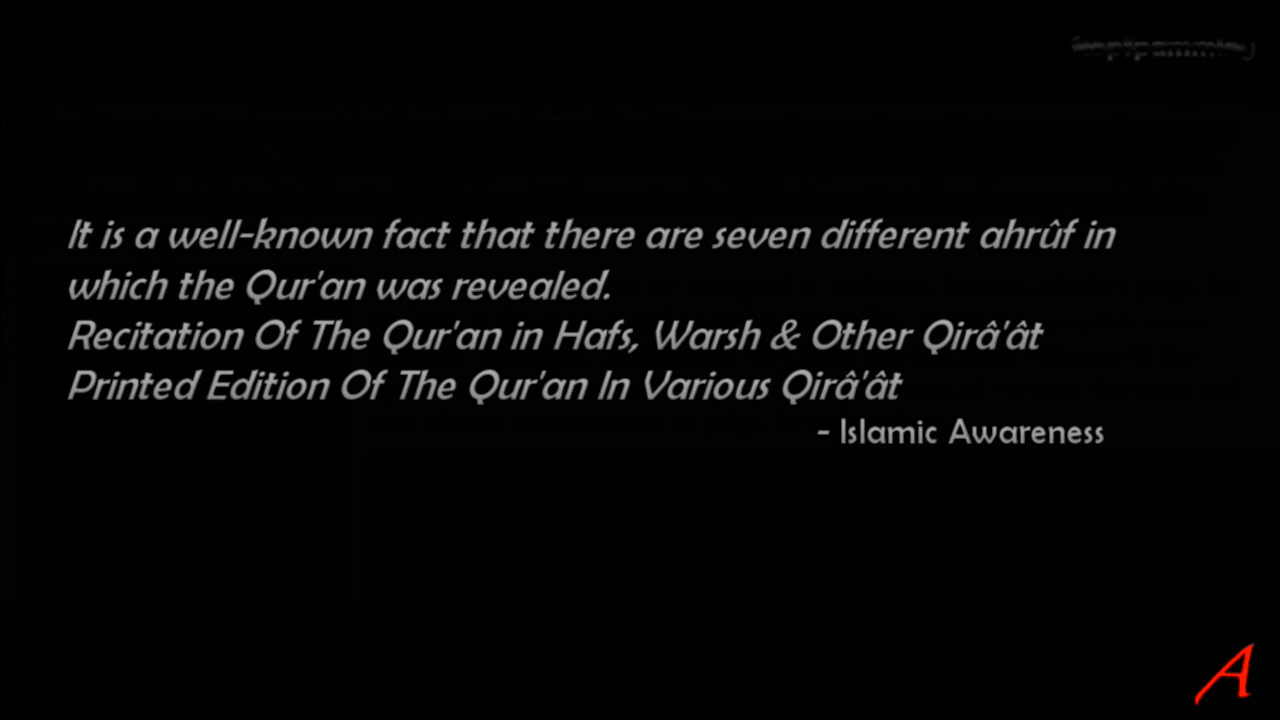 It is a well-known fact that there are seven different ahrûf in
which the Qur'an was revealed.
Recitation Of The Qur'an in Hafs, Warsh & Other Qirâ'ât
Printed Edition Of The Qur'an In Various Qirâ'ât
- Islamic Awareness
A